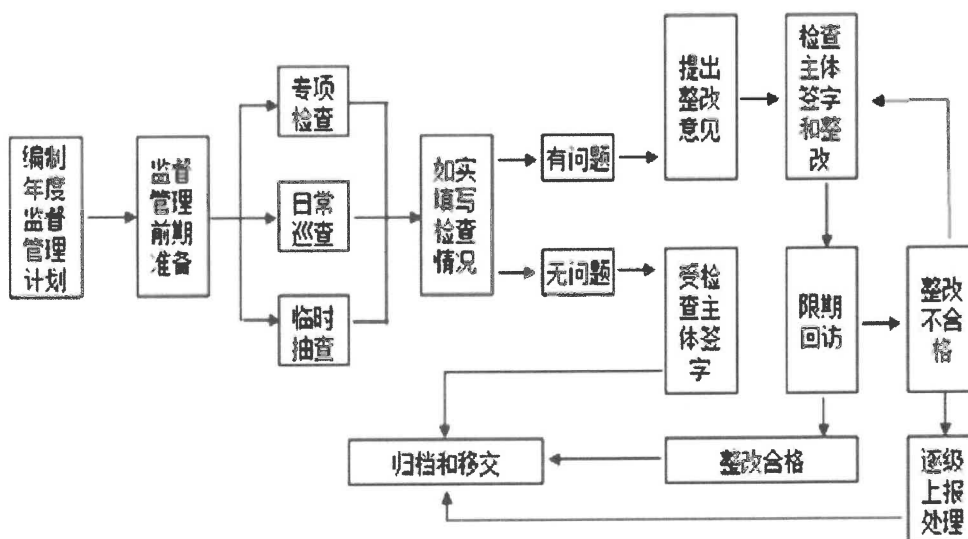 编制
年度
监督
管理
计划
监督
管理
前期
准备
专项
检查
日常
巡查
临时
抽查
如实
填写
检查
情况
有问题
无问题
提出
整改
意见
受检
查主
体签
字
检查
主体
签字
和整
改
限期
回访
整改
不合
格
整改合格
归档和移交
逐级
上报
处理